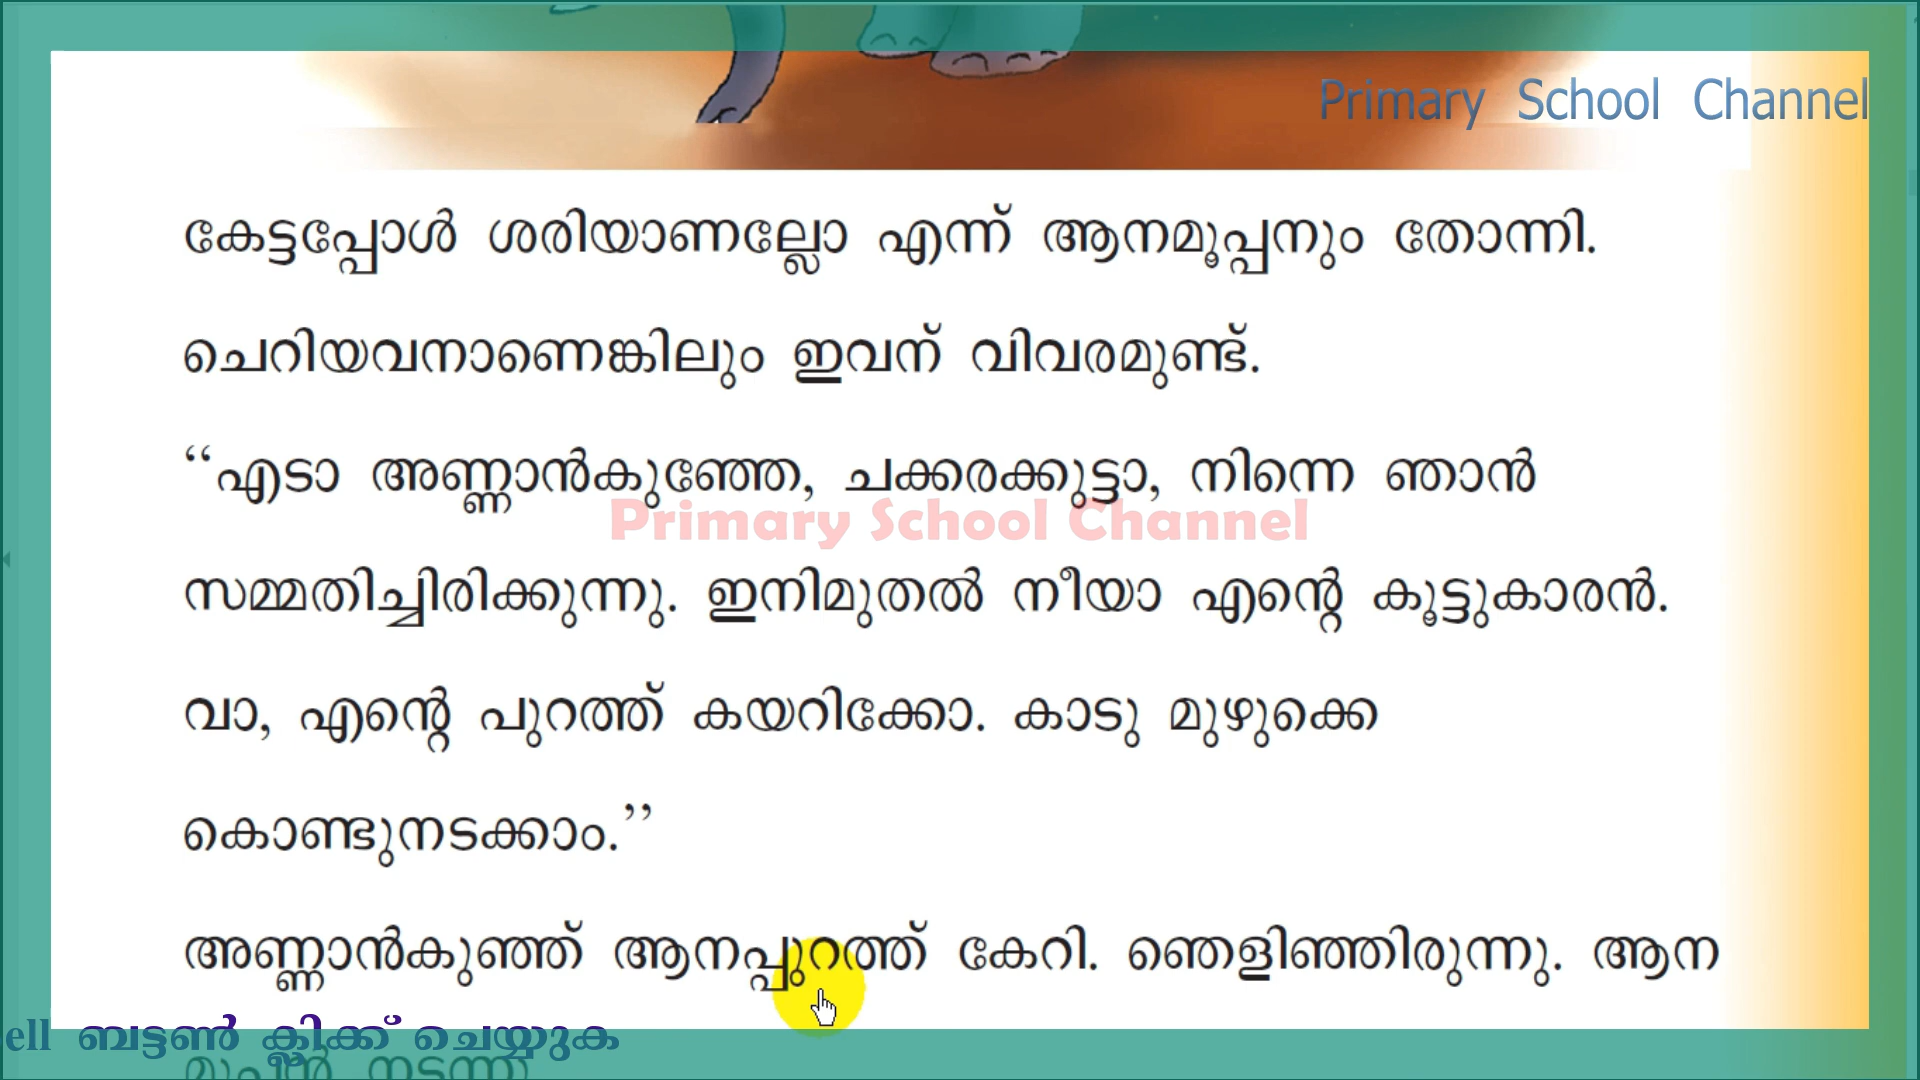 Primary School Channel
കേട്ടപ്പോൾ ശരിയാണല്ലോ എന്ന് ആനമൂപ്പനും തോന്നി.
ചെറിയവനാണെങ്കിലും ഇവന് വിവരമുണ്ട്.
‘‘എടാ അണ്ണാൻകുഞ്ഞേ, ചക്കരക്കുട്ടാ, നിന്നെ ഞാൻ
Primary School Channel
സമ്മതിച്ചിരിക്കുന്നു. ഇനിമുതൽ നീയാ എന്റെ കൂട്ടുകാരൻ.
വാ, എന്റെ പുറത്ത് കയറിക്കോ. കാടു മുഴുക്കെ
കൊണ്ടുനടക്കാം.’’
അണ്ണാൻകുഞ്ഞ് ആനപ്പുറത്ത് കേറി. ഞെളിഞ്ഞിരുന്നു. ആന
ell ബട്ടൺ ക്ലിക്ക് ചെയ്യുക
മൂപ്പൻ നടന്നു